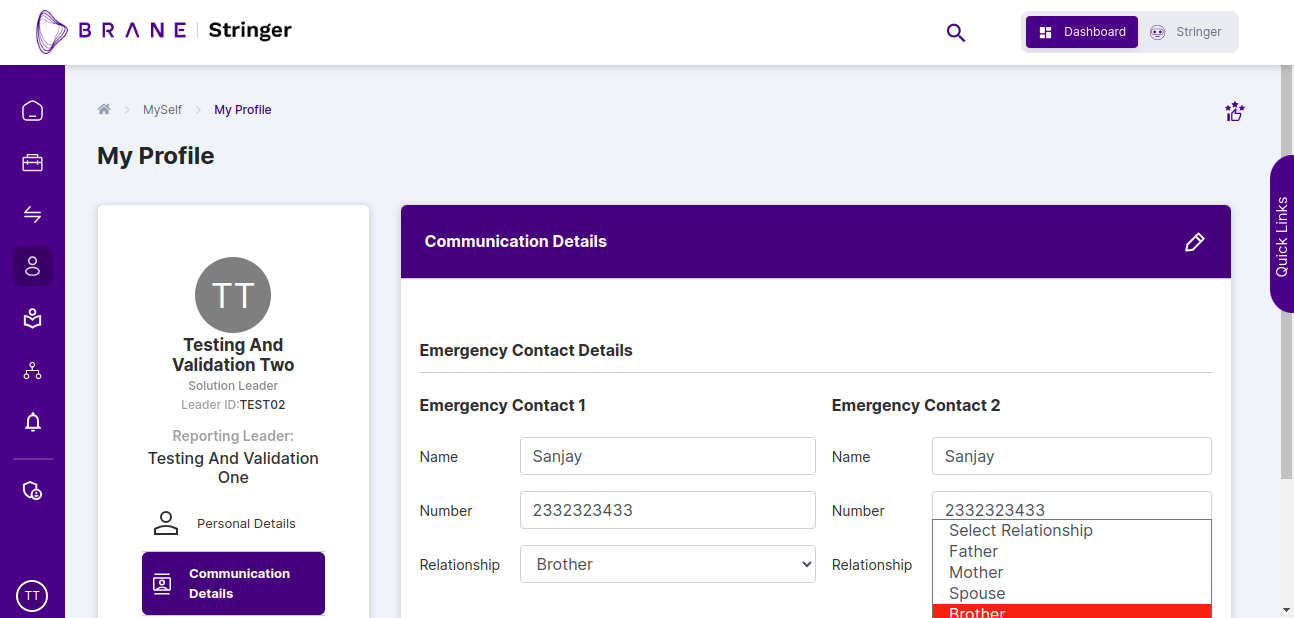 BRANE | Stringer
Dashboard
Stringer
MySelf
My Profile
My Profile
Quick Links
TT
Testing And
Validation Two
Solution Leader
Leader ID:TEST02
Reporting Leader:
Testing And Validation
One
Personal Details
Communication
Details
TT
Communication Details
Emergency Contact Details
Emergency Contact 1
Name
Sanjay
Number
2332323433
Relationship
Brother
Emergency Contact 2
Name
Sanjay
Number
2332323433
Relationship
Select Relationship
Father
Mother
Spouse
Brother